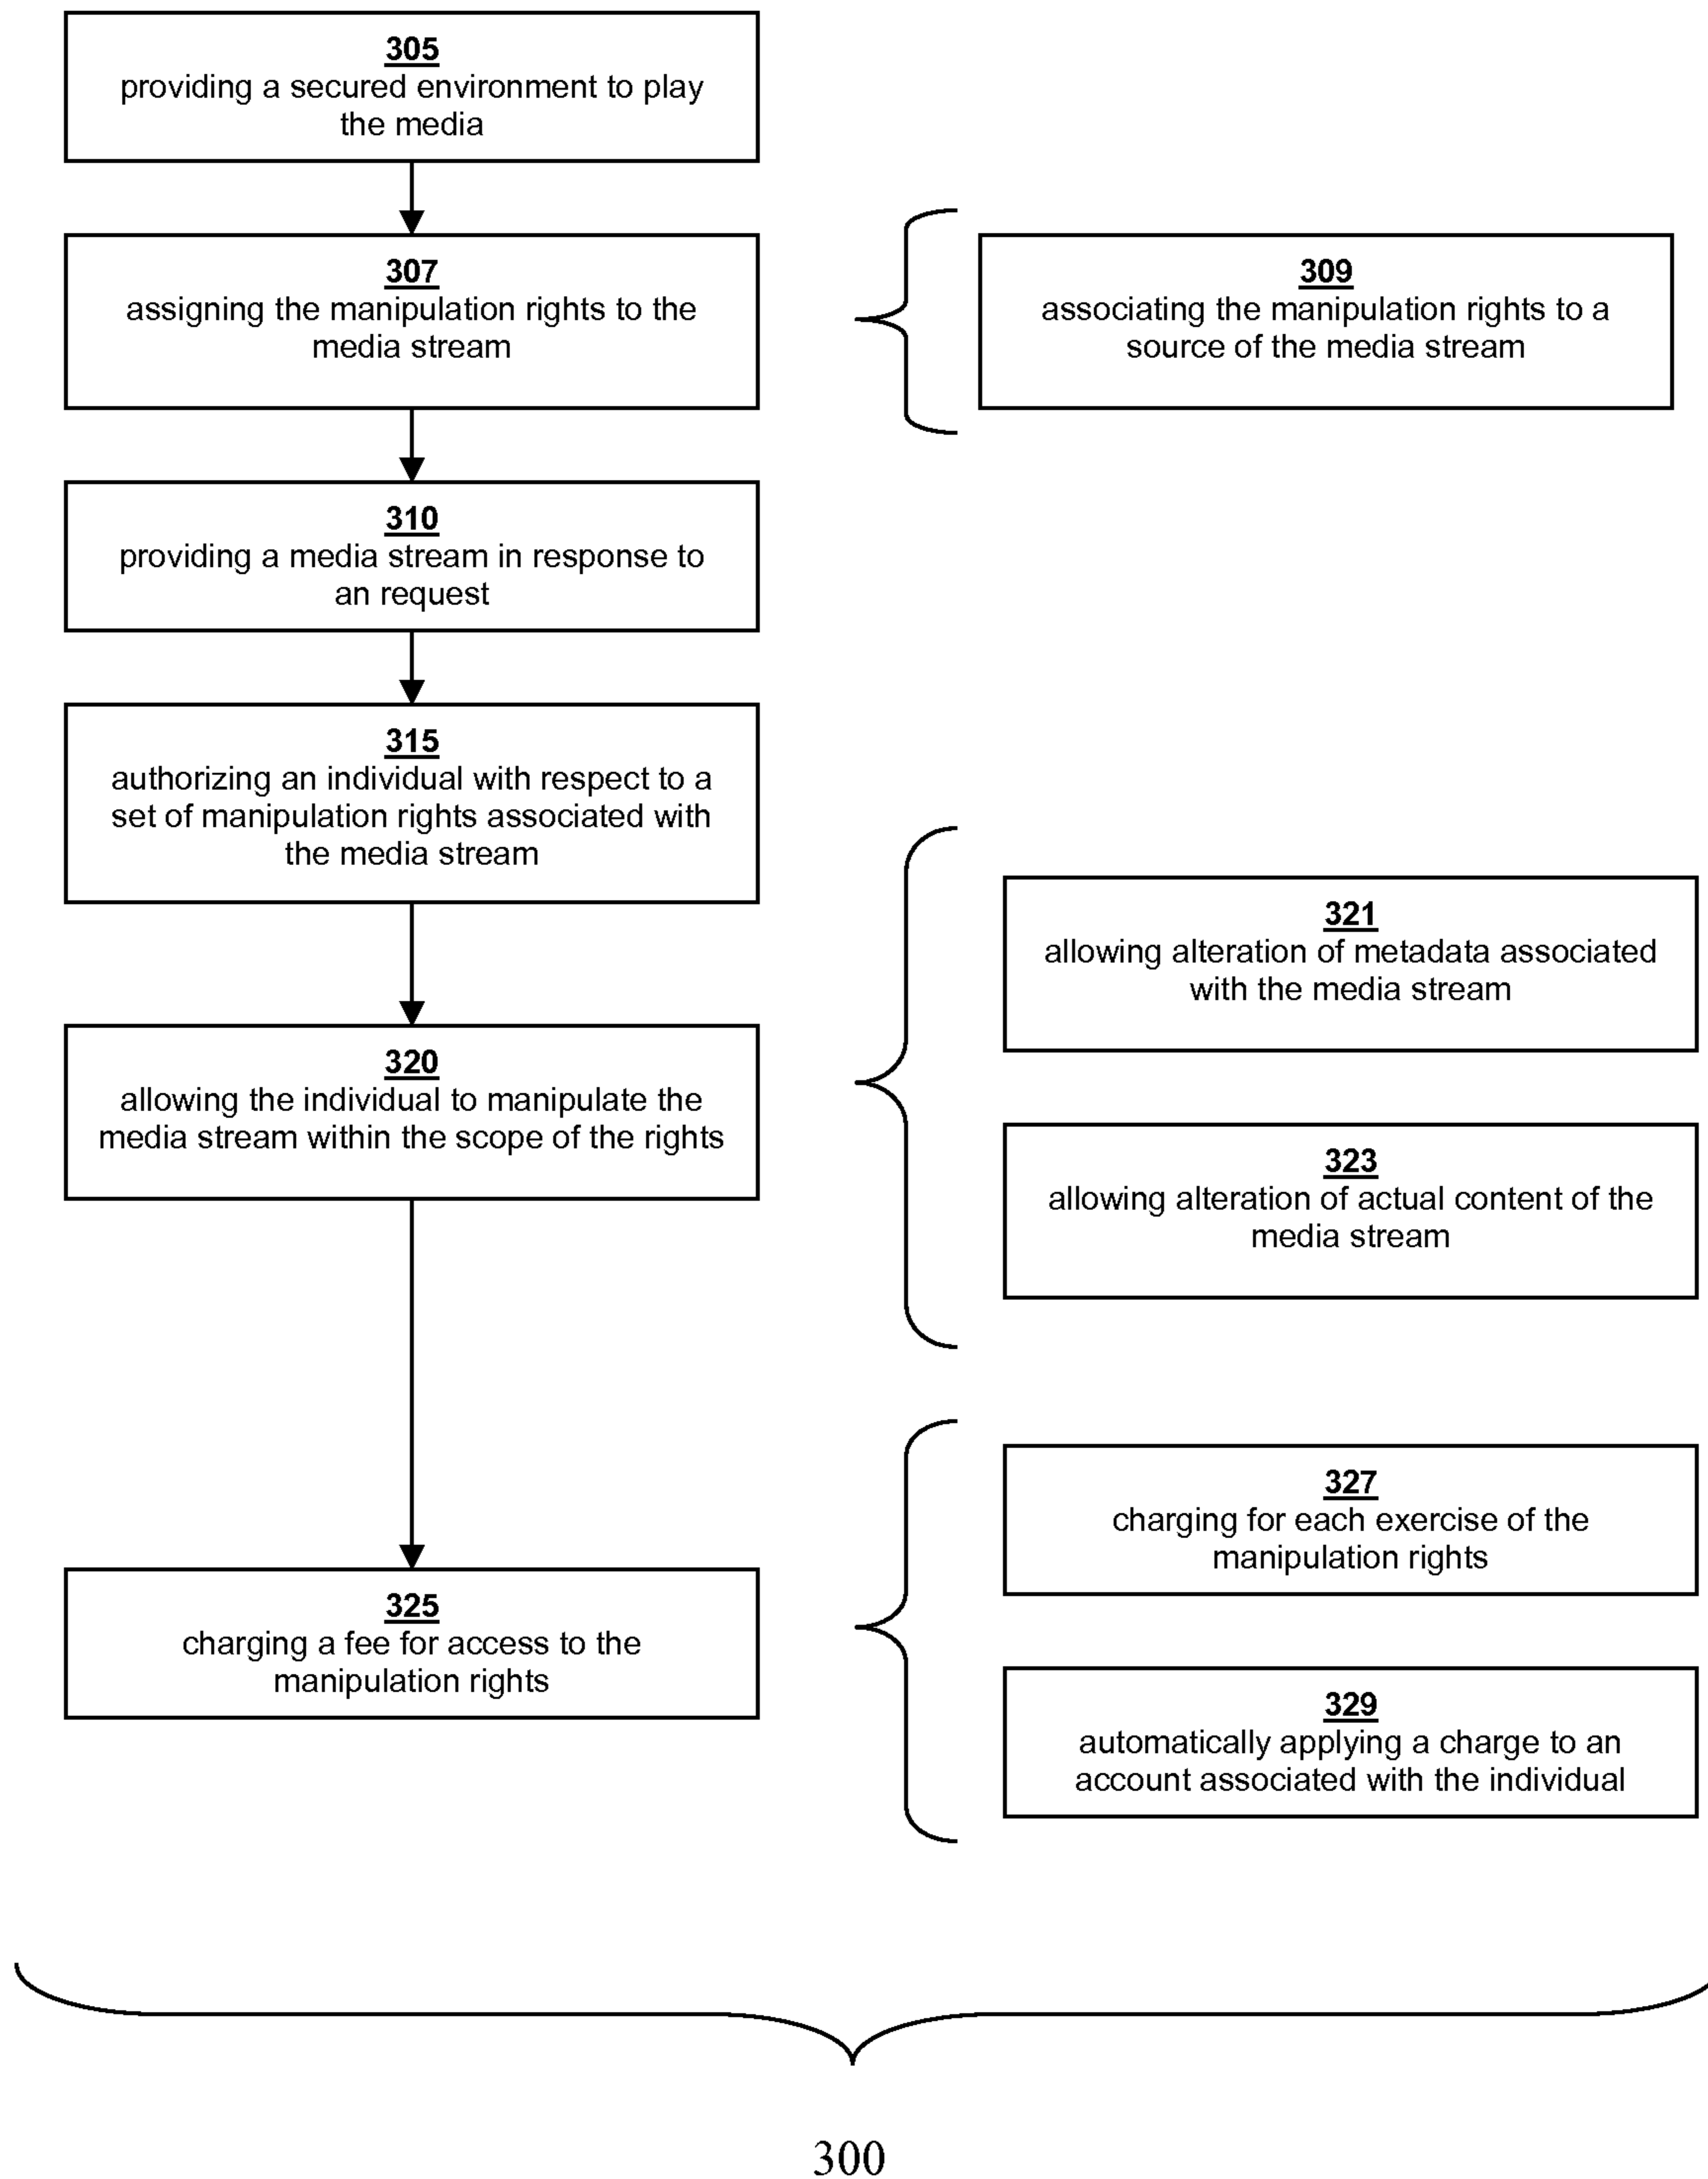 305
providing a secured environment to play
the media
307
assigning the manipulation rights to the
media stream
309
associating the manipulation rights to a
source of the media stream
310
providing a media stream in response to
an request
315
authorizing an individual with respect to a
set of manipulation rights associated with
the media stream
320
allowing the individual to manipulate the
media stream within the scope of the rights
321
allowing alteration of metadata associated
with the media stream
323
allowing alteration of actual content of the
media stream
325
charging a fee for access to the
manipulation rights
327
charging for each exercise of the
manipulation rights
329
automatically applying a charge to an
account associated with the individual
300